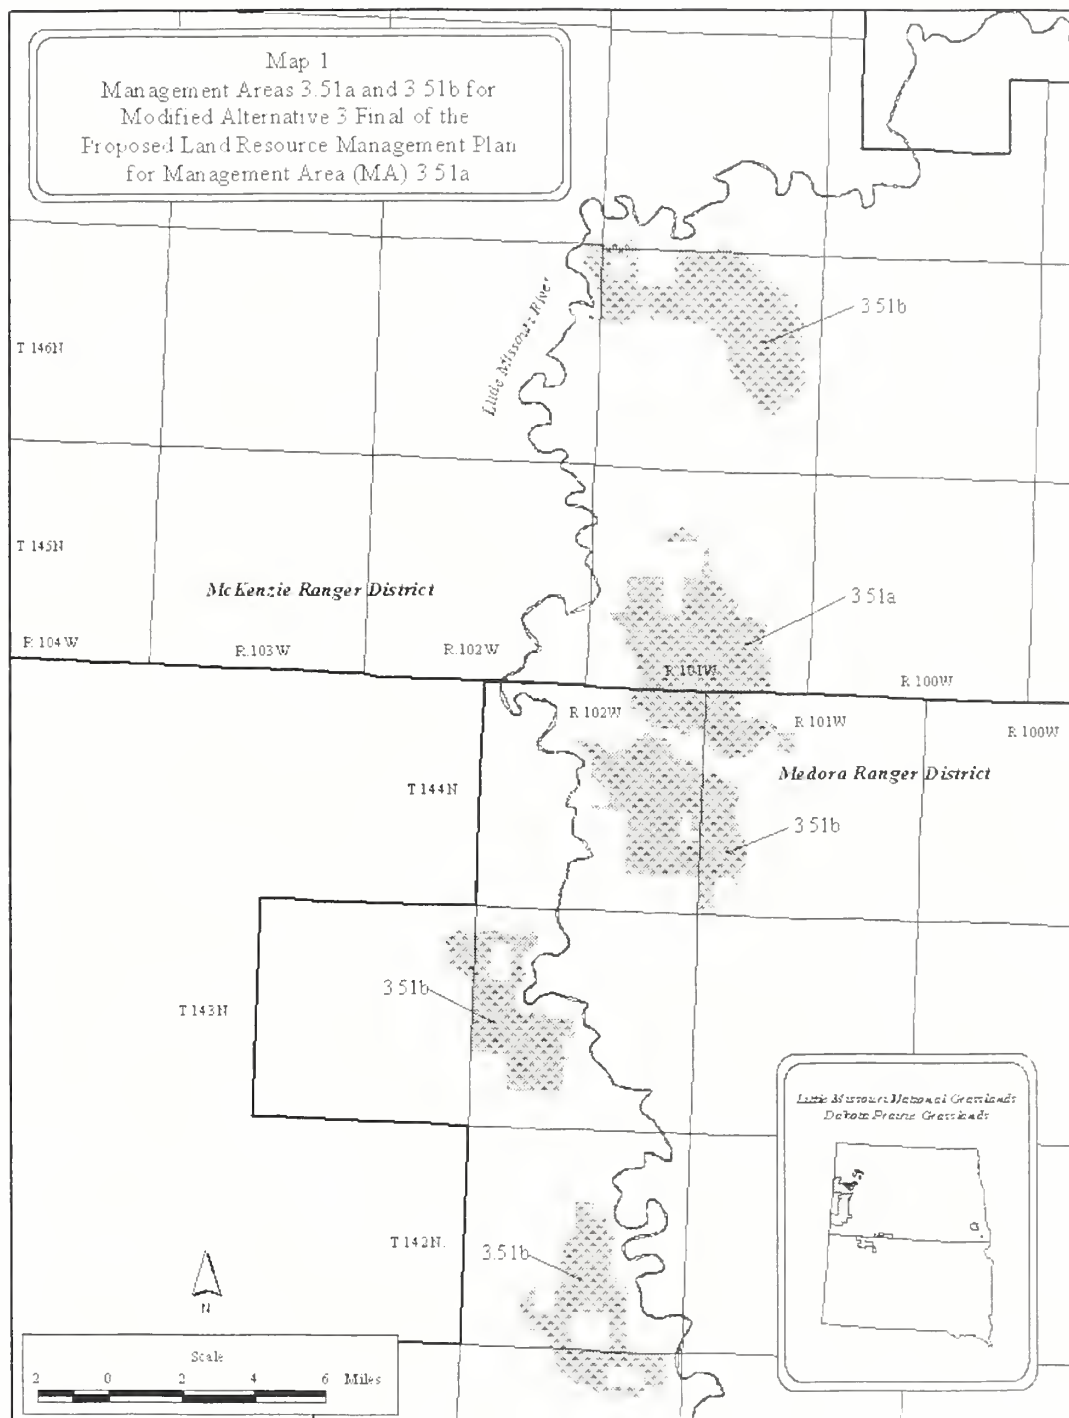 Map 1
Management Areas 3.51a and 3 51b for
Modified Alternative 3 Final of the
Proposed Land Resource Management Plan
for Management Area (MA) 3 51a
3 51b
Little Missouri River
T 146N
T 145N
McKenzie Ranger District
3 51a
R 104W
R.103W
R.102W
R 101W
R 100W
R 102W
R 101W
R 100W
Medora Ranger District
T 144N
3 51b
3 51b
T 143N
Little Missouri National Grasslands
Dakota Prairie Grasslands
T 142N.
3.51b
N
Scale
2 0 2 4 6 Miles